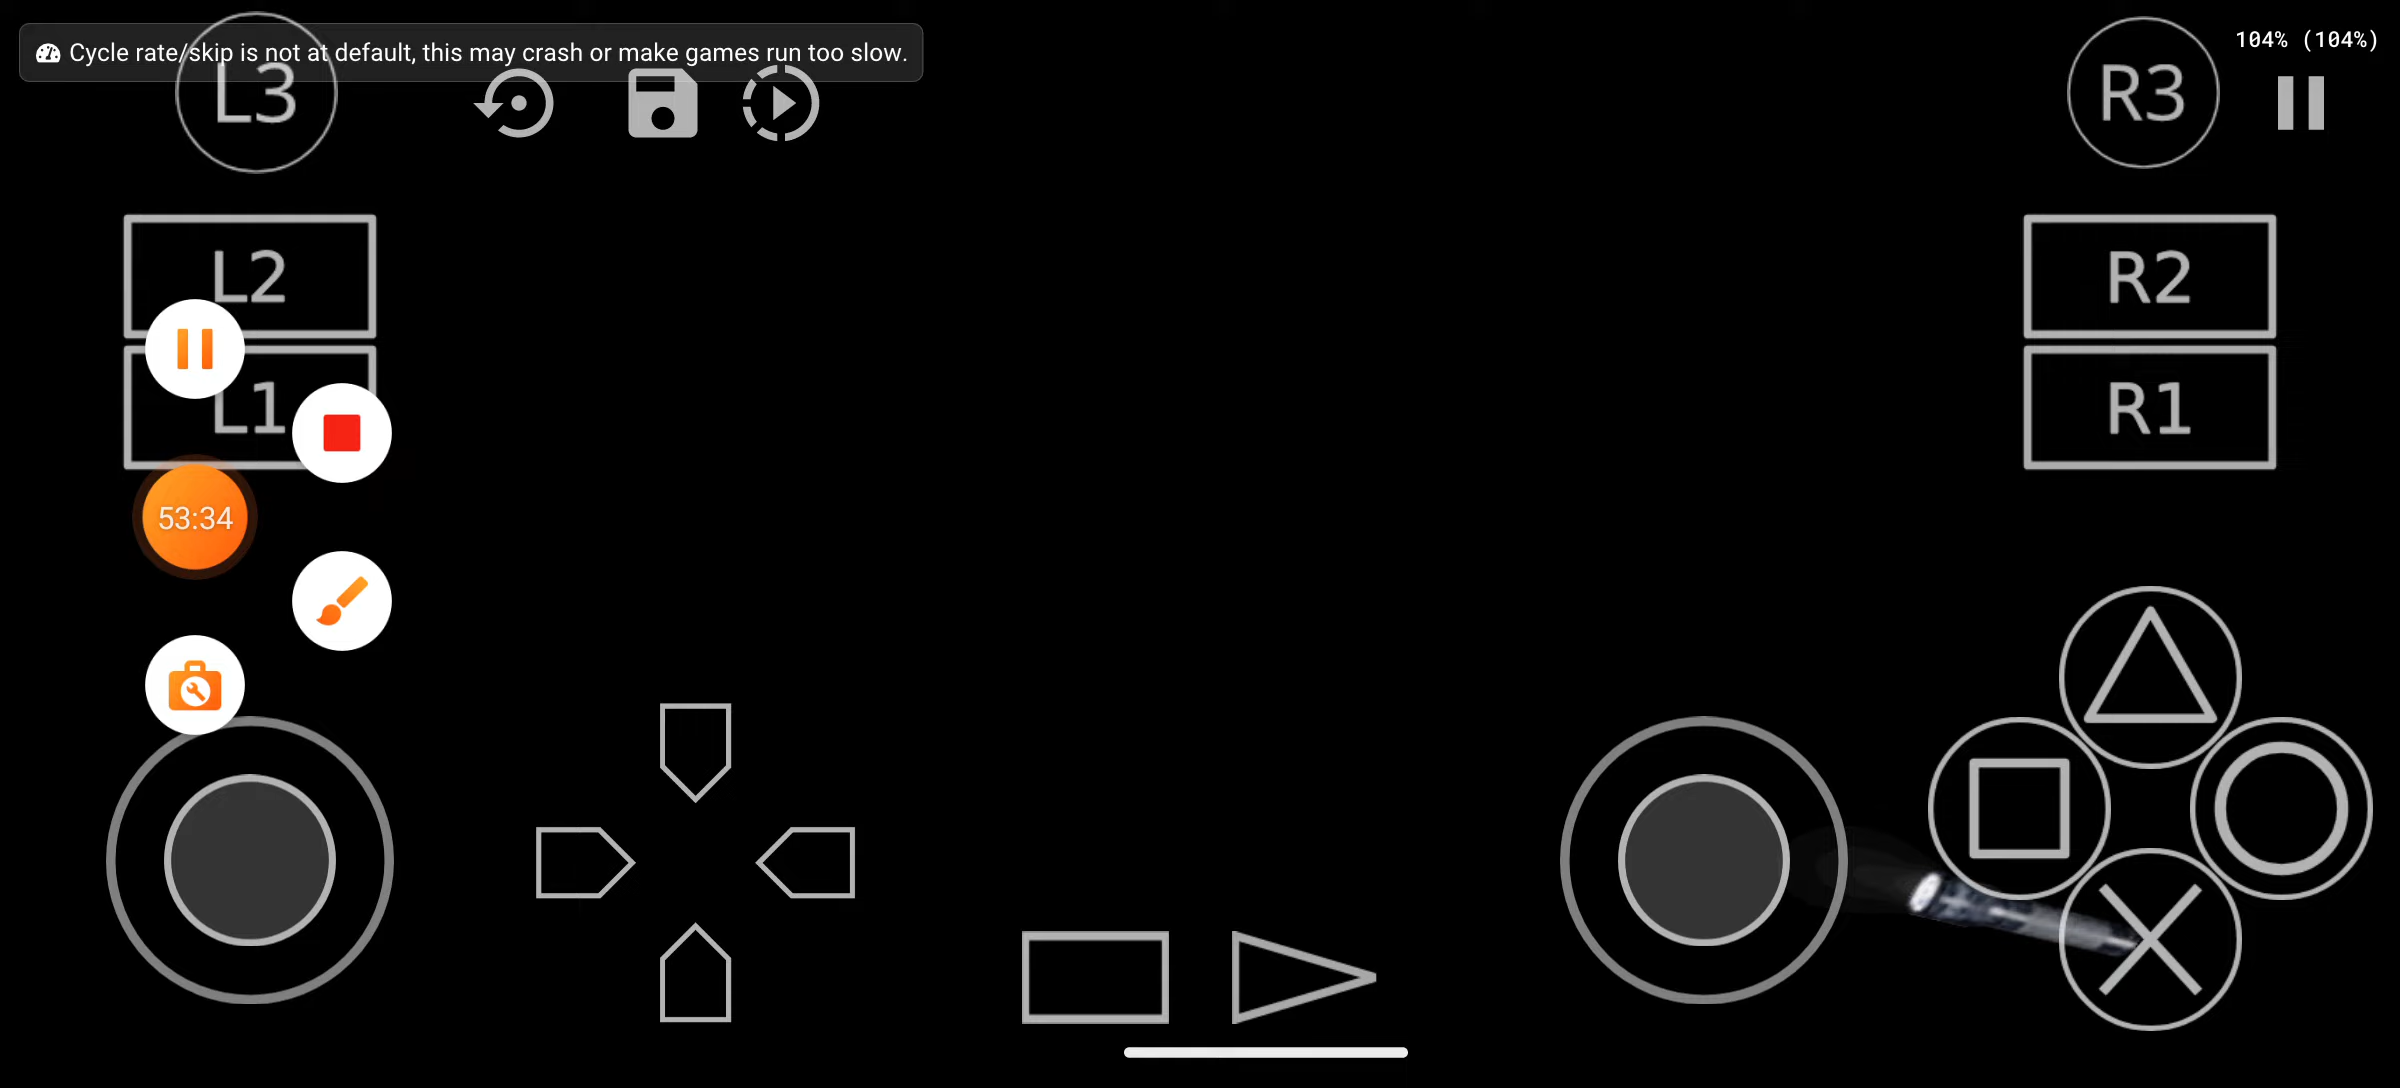 Cycle rate/skip is not at default, this may crash or make games run too slow.
104% (104%)
L3
R3
L2
R2
L1
R1
53:34